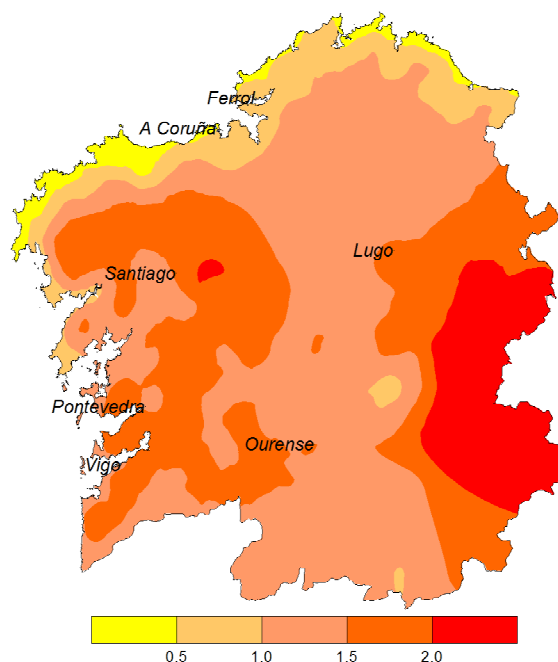 Ferrol
A Coruña
Lugo
Santiago
Pontevedra
Ourense
Vigo
0.5 1.0 1.5 2.0